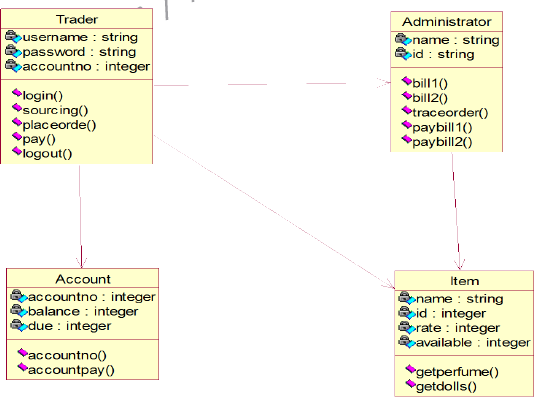 Trader
username : string
password : string
accountno : integer
login()
sourcing()
placeorde()
pay()
logout()
Administrator
name : string
id : string
bill1()
bill2()
traceorder()
paybill1()
paybill2()
Account
accountno : integer
balance : integer
due : integer
accountno()
accountpay()
Item
name : string
id : integer
rate : integer
available : integer
getperfume()
getdolls()